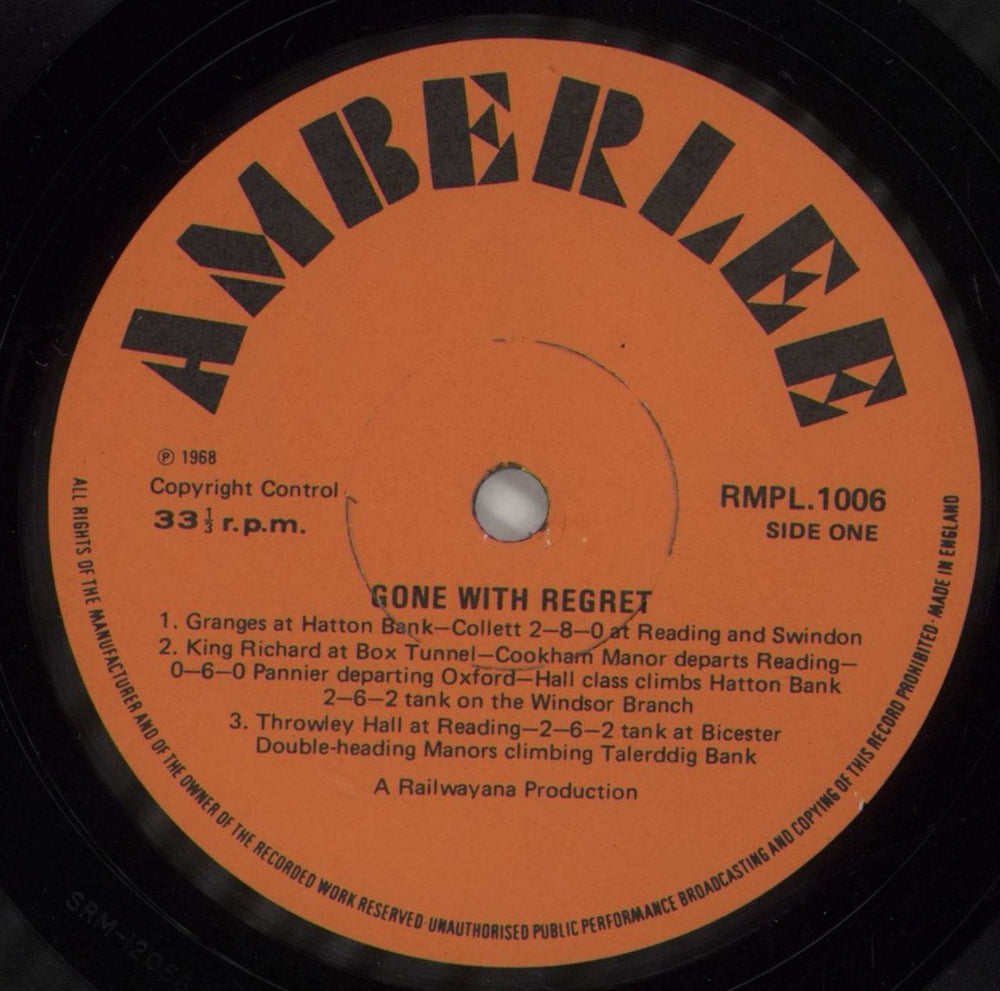 AMBERLEE
℗ 1968
Copyright Control
33⅓ r.p.m.
RMPL.1006
SIDE ONE
GONE WITH REGRET
1. Granges at Hatton Bank—Collett 2—8—0 at Reading and Swindon
2. King Richard at Box Tunnel—Cookham Manor departs Reading—
0—6—0 Pannier departing Oxford—Hall class climbs Hatton Bank
2—6—2 tank on the Windsor Branch
3. Throwley Hall at Reading—2—6—2 tank at Bicester
Double-heading Manors climbing Talerddig Bank
A Railwayana Production
ALL RIGHTS OF THE MANUFACTURER AND OF THE OWNER OF THE RECORDED WORK RESERVED·UNAUTHORISED PUBLIC PERFORMANCE BROADCASTING AND COPYING OF THIS RECORD PROHIBITED·MADE IN ENGLAND